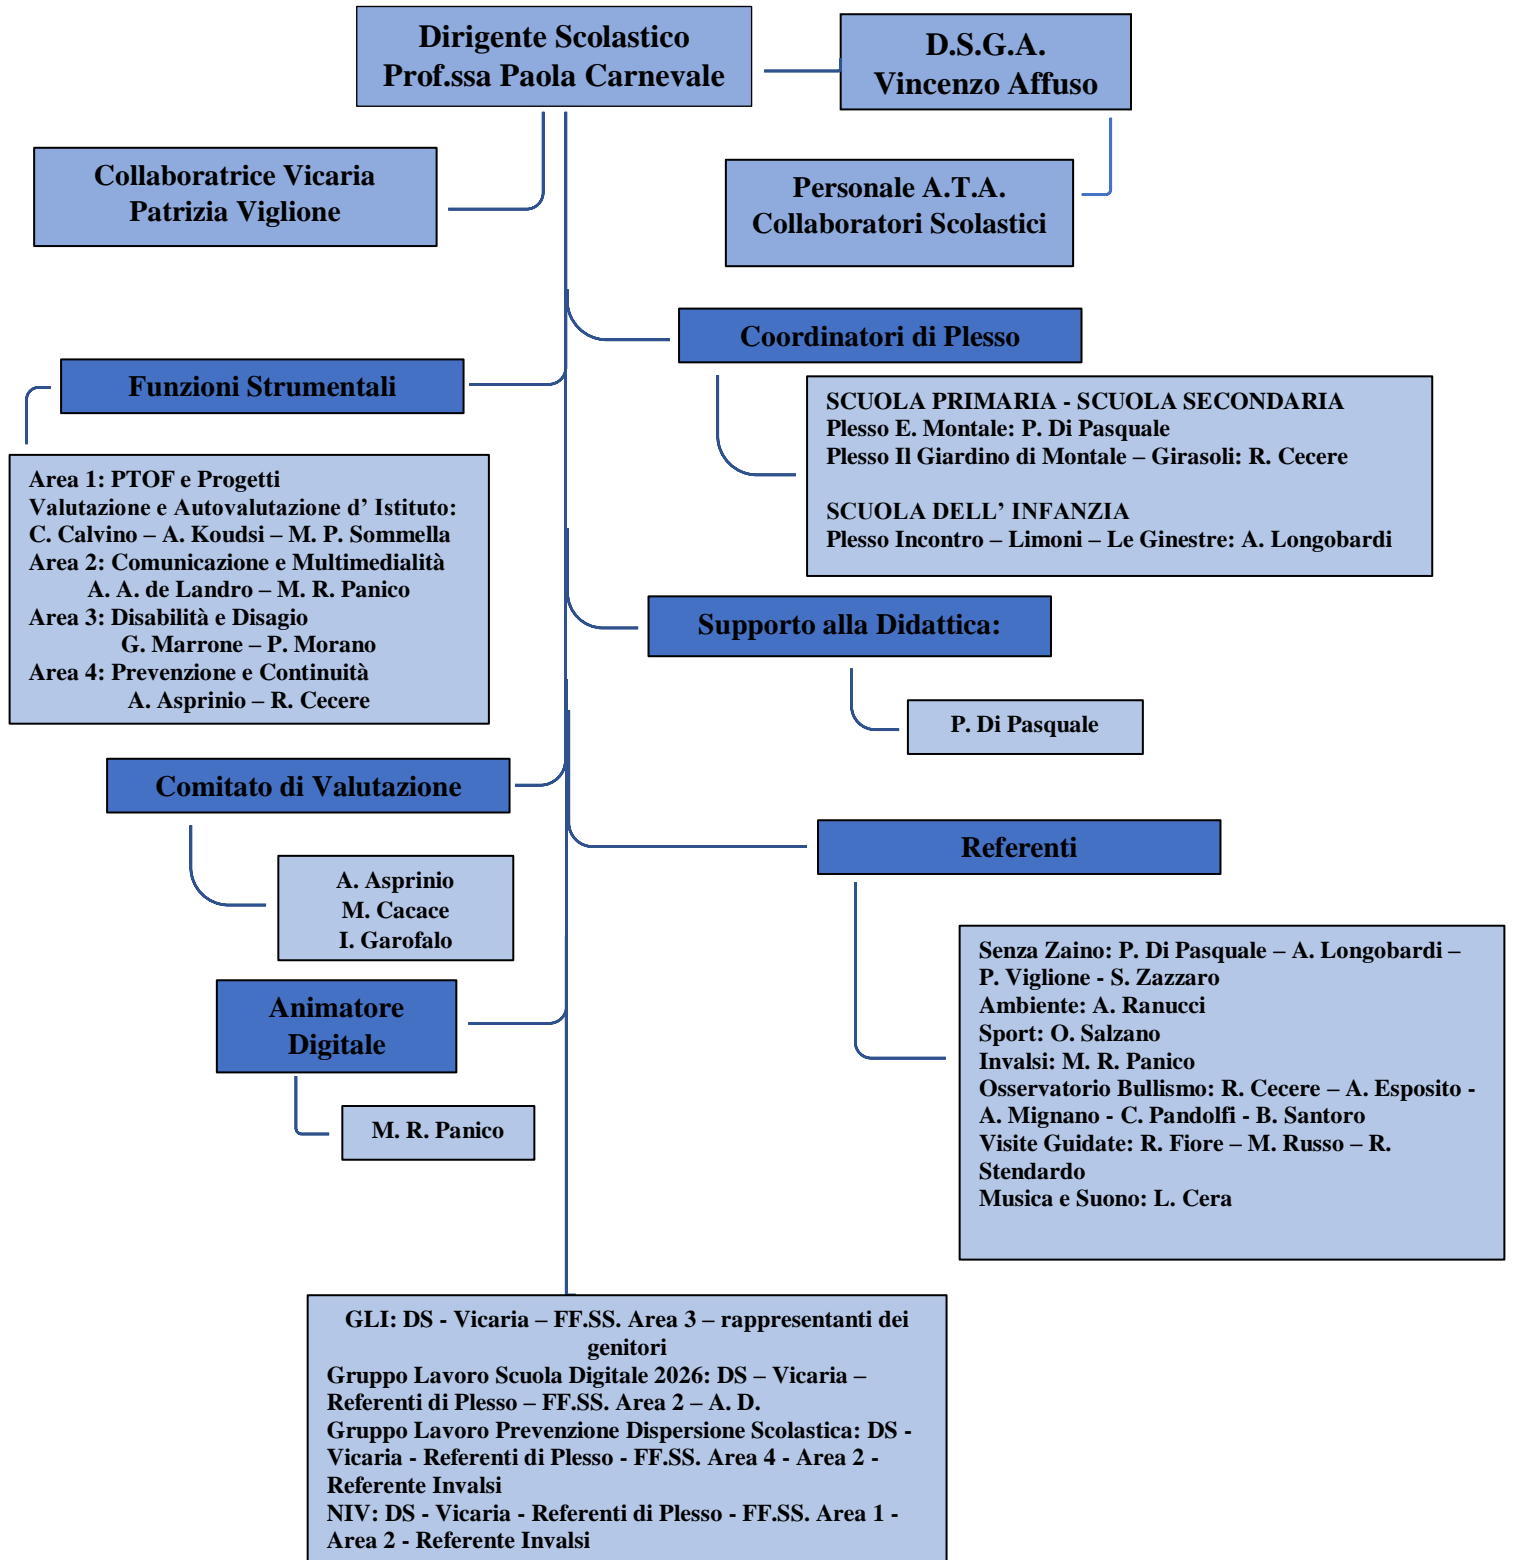 Dirigente Scolastico
Prof.ssa Paola Carnevale
D.S.G.A.
Vincenzo Affuso
Collaboratrice Vicaria
Patrizia Viglione
Personale A.T.A.
Collaboratori Scolastici
Coordinatori di Plesso
SCUOLA PRIMARIA - SCUOLA SECONDARIA
Plesso E. Montale: P. Di Pasquale
Plesso Il Giardino di Montale – Girasoli: R. Cecere
SCUOLA DELL’ INFANZIA
Plesso Incontro – Limoni – Le Ginestre: A. Longobardi
Funzioni Strumentali
Area 1: PTOF e Progetti
Valutazione e Autovalutazione d’ Istituto:
C. Calvino – A. Koudsi – M. P. Sommella
Area 2: Comunicazione e Multimedialità
A. A. de Landro – M. R. Panico
Area 3: Disabilità e Disagio
G. Marrone – P. Morano
Area 4: Prevenzione e Continuità
A. Asprinio – R. Cecere
Supporto alla Didattica:
P. Di Pasquale
Comitato di Valutazione
A. Asprinio
M. Cacace
I. Garofalo
Referenti
Senza Zaino: P. Di Pasquale – A. Longobardi –
P. Viglione - S. Zazzaro
Ambiente: A. Ranucci
Sport: O. Salzano
Invalsi: M. R. Panico
Osservatorio Bullismo: R. Cecere – A. Esposito -
A. Mignano - C. Pandolfi - B. Santoro
Visite Guidate: R. Fiore – M. Russo – R.
Stendardo
Musica e Suono: L. Cera
Animatore
Digitale
M. R. Panico
GLI: DS - Vicaria – FF.SS. Area 3 – rappresentanti dei
genitori
Gruppo Lavoro Scuola Digitale 2026: DS – Vicaria –
Referenti di Plesso – FF.SS. Area 2 – A. D.
Gruppo Lavoro Prevenzione Dispersione Scolastica: DS -
Vicaria - Referenti di Plesso - FF.SS. Area 4 - Area 2 -
Referente Invalsi
NIV: DS - Vicaria - Referenti di Plesso - FF.SS. Area 1 -
Area 2 - Referente Invalsi